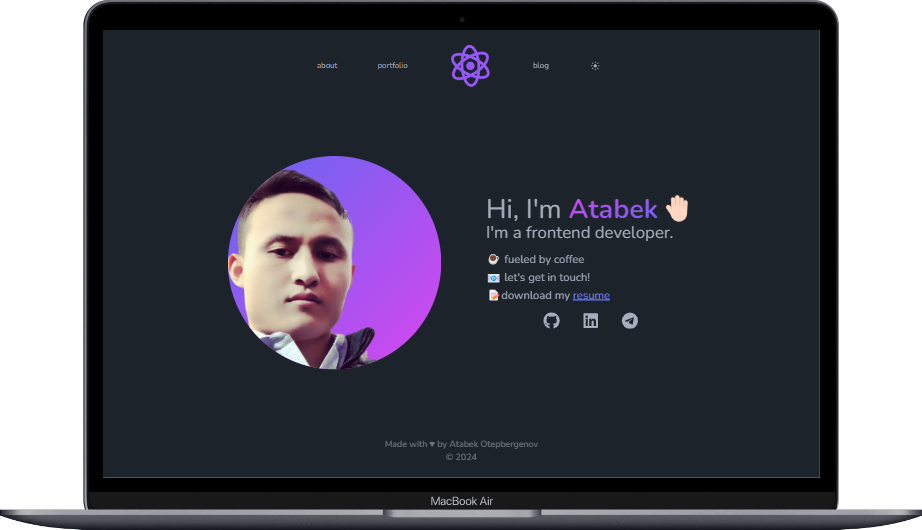 about portfolio blog
Hi, I'm Atabek
I'm a frontend developer.
fueled by coffee
let's get in touch!
download my resume
Made with ♥ by Atabek Otepbergenov
© 2024
MacBook Air